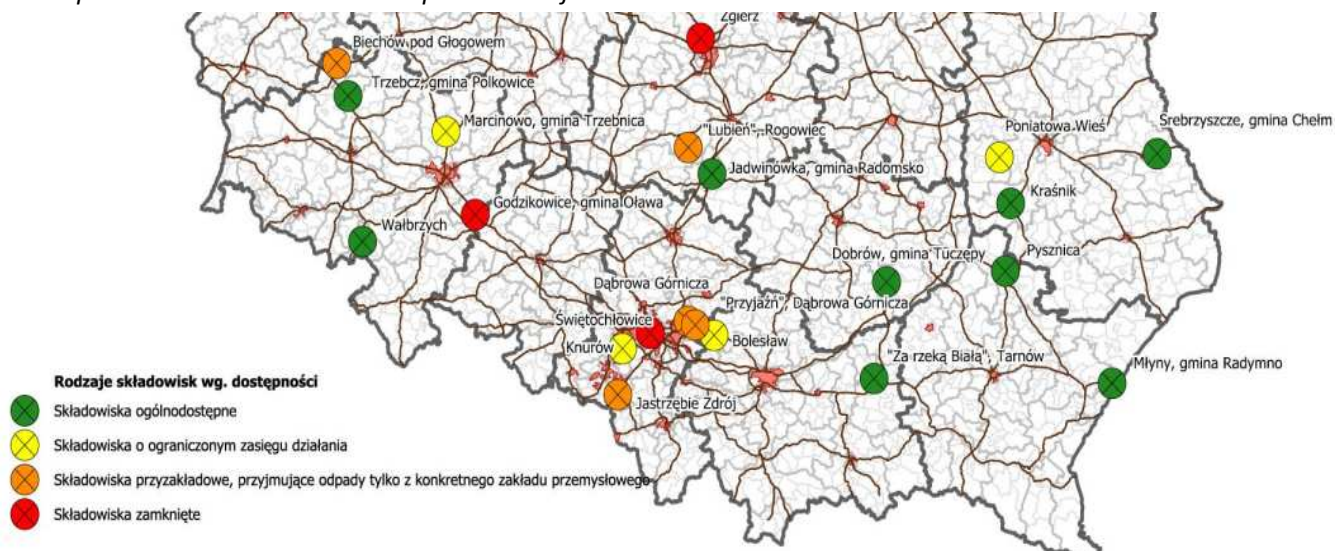 Zgierz
Biechów pod Głogowem
Trzebcz, gmina Polkowice
Marcinowo, gmina Trzebnica
"Lubień", Rogowiec
Poniatowa Wieś
Srebrzyszcze, gmina Chełm
Jadwinówka, gmina Radomsko
Godzikowice, gmina Oława
Kraśnik
Wałbrzych
Dobrów, gmina Tuczępy
Pysznica
Dąbrowa Górnicza
"Przyjaźń", Dąbrowa Górnicza
Świętochłowice
Bolesław
Knurów
"Za rzeką Białą", Tarnów
Młyny, gmina Radymno
Jastrzębie Zdrój
Rodzaje składowisk wg. dostępności
Składowiska ogólnodostępne
Składowiska o ograniczonym zasięgu działania
Składowiska przyzakładowe, przyjmujące odpady tylko z konkretnego zakładu przemysłowego
Składowiska zamknięte